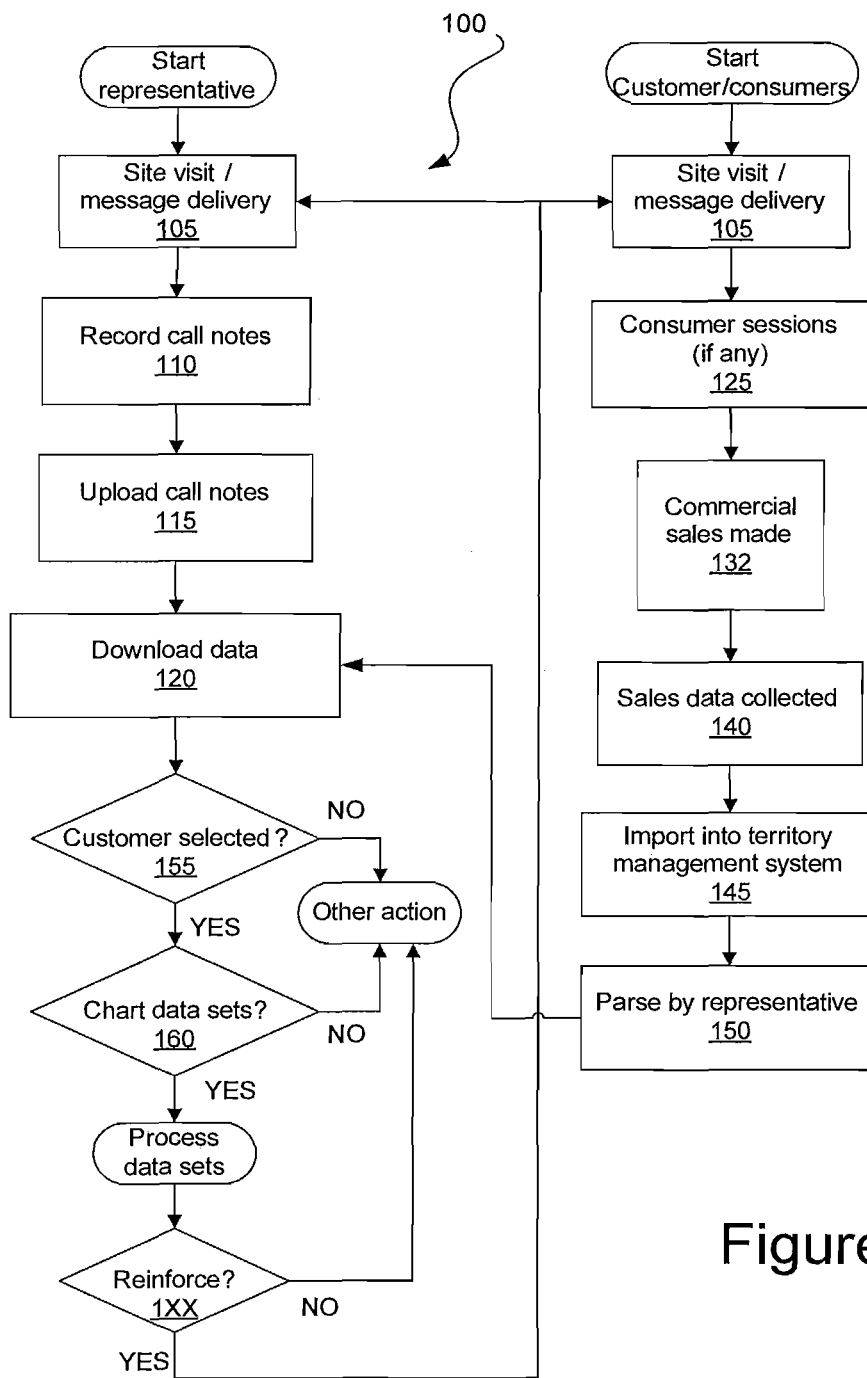 100
Start
representative
Site visit /
message delivery
105
Record call notes
110
Upload call notes
115
Download data
120
Customer selected?
155
NO
YES
Other action
Chart data sets?
160
NO
YES
Process
data sets
Reinforce?
1XX
NO
YES
Start
Customer/consumers
Site visit /
message delivery
105
Consumer sessions
(if any)
125
Commercial
sales made
132
Sales data collected
140
Import into territory
management system
145
Parse by representative
150
Figure